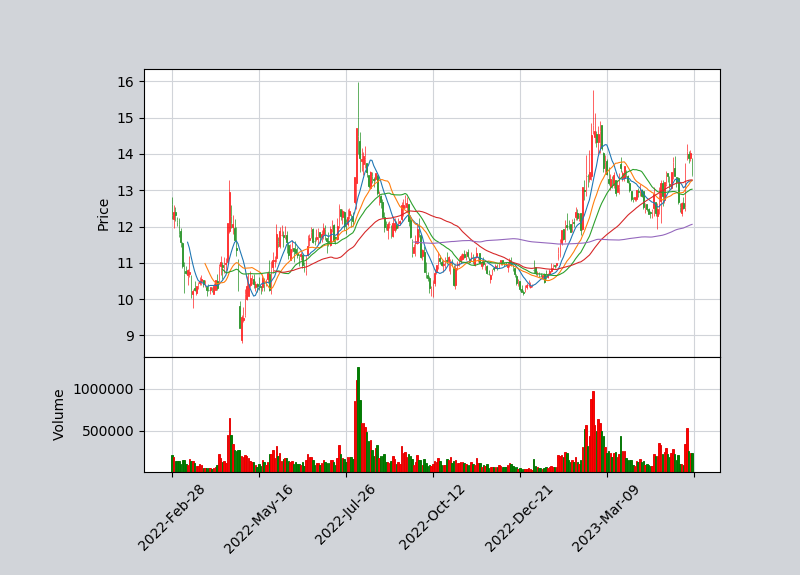 16
15
14
13
12
11
10
9
Price
1000000
500000
Volume
2022-Feb-28
2022-May-16
2022-Jul-26
2022-Oct-12
2022-Dec-21
2023-Mar-09